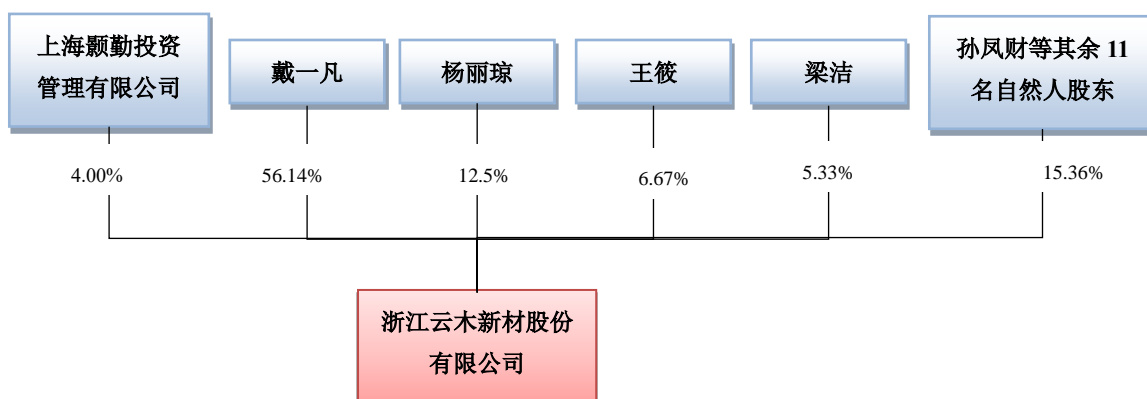 上海颢勤投资
管理有限公司
戴一凡
杨丽琼
王筱
梁洁
孙凤财等其余 11
名自然人股东
4.00%
56.14%
12.5%
6.67%
5.33%
15.36%
浙江云木新材股份
有限公司